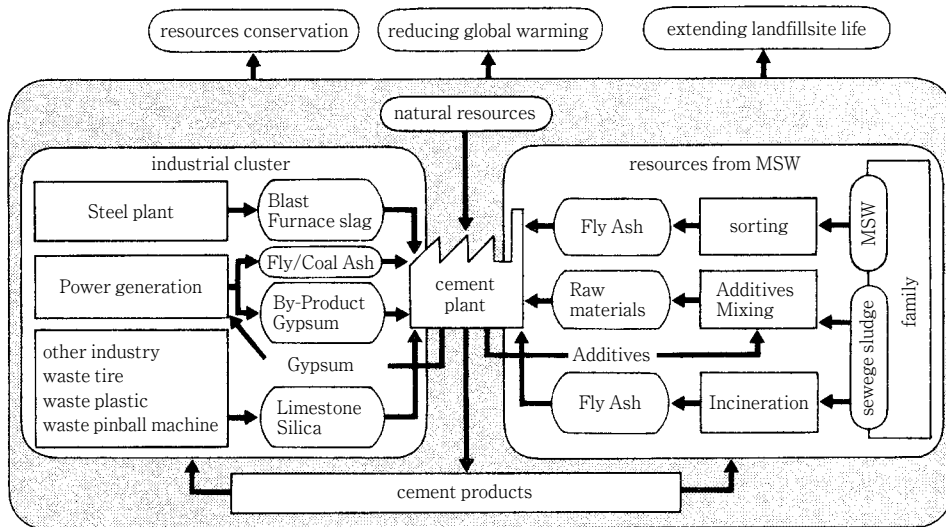 resources conservation
reducing global warming
extending landfillsite life
natural resources
industrial cluster
resources from MSW
Steel plant
Blast
Furnace slag
Fly Ash
sorting
MSW
Power generation
Fly/Coal Ash
By-Product
Gypsum
cement
plant
Raw
materials
Additives
Mixing
sewege sludge
family
Gypsum
Additives
other industry
waste tire
waste plastic
waste pinball machine
Limestone
Silica
Fly Ash
Incineration
cement products